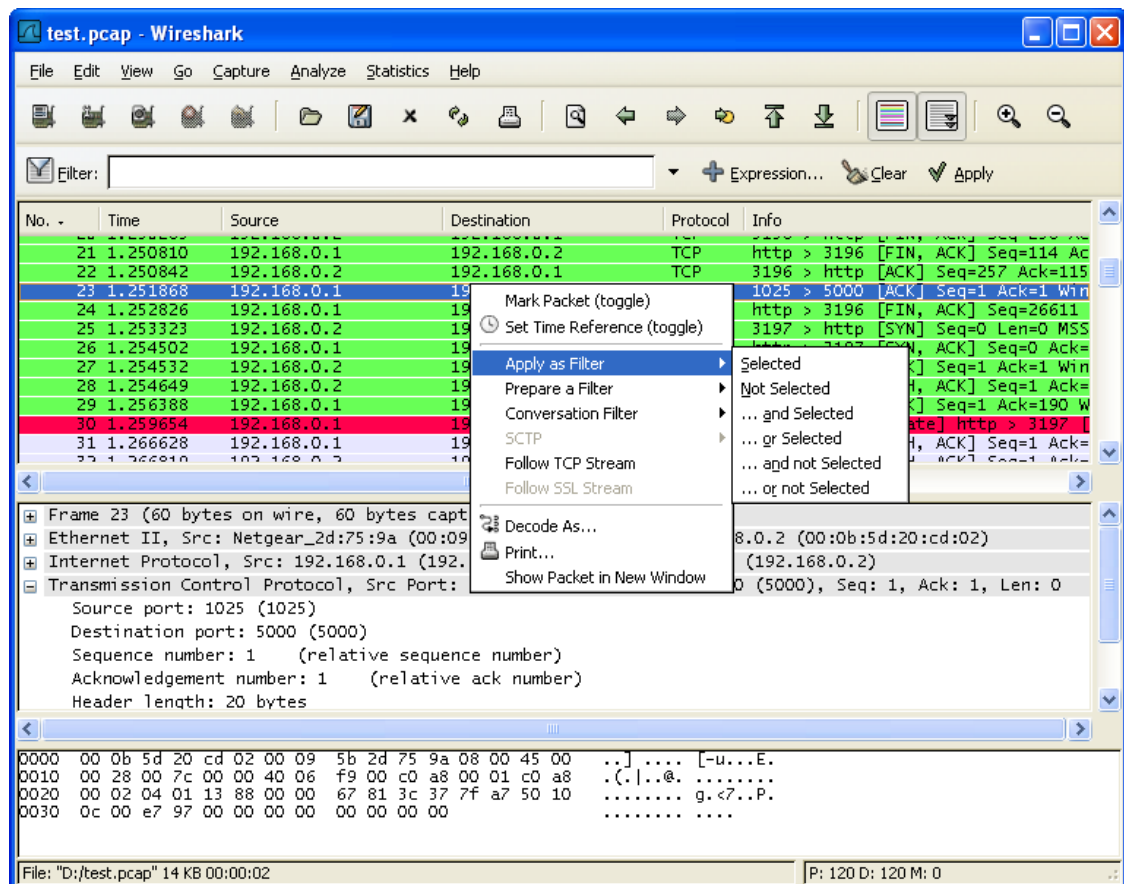 test.pcap - Wireshark
File Edit View Go Capture Analyze Statistics Help
Filter: Expression... Clear Apply
No. Time Source Destination Protocol Info
21 1.250810 192.168.0.1 192.168.0.2 TCP http > 3196 [FIN, ACK] Seq=114 Ac
22 1.250842 192.168.0.2 192.168.0.1 TCP 3196 > http [ACK] Seq=257 Ack=115
23 1.251868 192.168.0.1 19 1025 > 5000 [ACK] Seq=1 Ack=1 Win
24 1.252826 192.168.0.1 19 http > 3196 [FIN, ACK] Seq=26611
25 1.253323 192.168.0.2 19 3197 > http [SYN] Seq=0 Len=0 MSS
26 1.254502 192.168.0.1 19 ACK] Seq=0 Ack=
27 1.254532 192.168.0.2 19 Seq=1 Ack=1 Win
28 1.254649 192.168.0.2 19 ACK] Seq=1 Ack=
29 1.256388 192.168.0.1 19 Seq=1 Ack=190 W
30 1.259654 192.168.0.1 19 ate] http > 3197 [
31 1.266628 192.168.0.1 19 ACK] Seq=1 Ack=
Mark Packet (toggle)
Set Time Reference (toggle)
Apply as Filter
Prepare a Filter
Conversation Filter
SCTP
Follow TCP Stream
Follow SSL Stream
Decode As...
Print...
Show Packet in New Window
Selected
Not Selected
... and Selected
... or Selected
... and not Selected
... or not Selected
Frame 23 (60 bytes on wire, 60 bytes capt
Ethernet II, Src: Netgear_2d:75:9a (00:09 8.0.2 (00:0b:5d:20:cd:02)
Internet Protocol, Src: 192.168.0.1 (192. (192.168.0.2)
Transmission Control Protocol, Src Port: 0 (5000), Seq: 1, Ack: 1, Len: 0
Source port: 1025 (1025)
Destination port: 5000 (5000)
Sequence number: 1 (relative sequence number)
Acknowledgement number: 1 (relative ack number)
Header length: 20 bytes
0000 00 0b 5d 20 cd 02 00 09 5b 2d 75 9a 08 00 45 00 ..] .... [-u...E.
0010 00 28 00 7c 00 00 40 06 f9 00 c0 a8 00 01 c0 a8 .(.|..@. ........
0020 00 02 04 01 13 88 00 00 67 81 3c 37 7f a7 50 10 ........ g.<7..P.
0030 0c 00 e7 97 00 00 00 00 00 00 00 00 ........ ....
File: "D:/test.pcap" 14 KB 00:00:02
P: 120 D: 120 M: 0